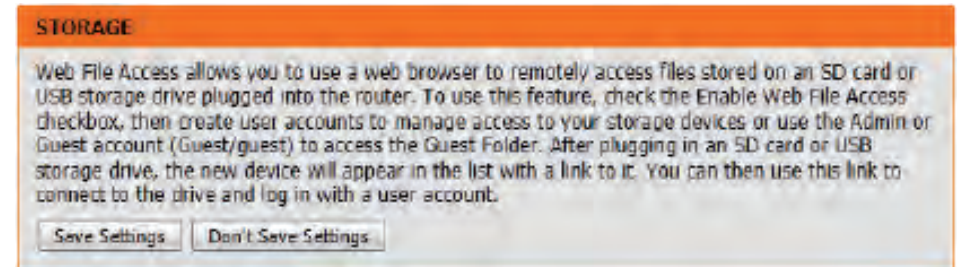 STORAGE
Web File Access allows you to use a web browser to remotely access files stored on an SD card or
USB storage drive plugged into the router. To use this feature, check the Enable Web File Access
checkbox, then create user accounts to manage access to your storage devices or use the Admin or
Guest account (Guest/guest) to access the Guest Folder. After plugging in an SD card or USB
storage drive, the new device will appear in the list with a link to it. You can then use this link to
connect to the drive and log in with a user account.
Save Settings Don't Save Settings